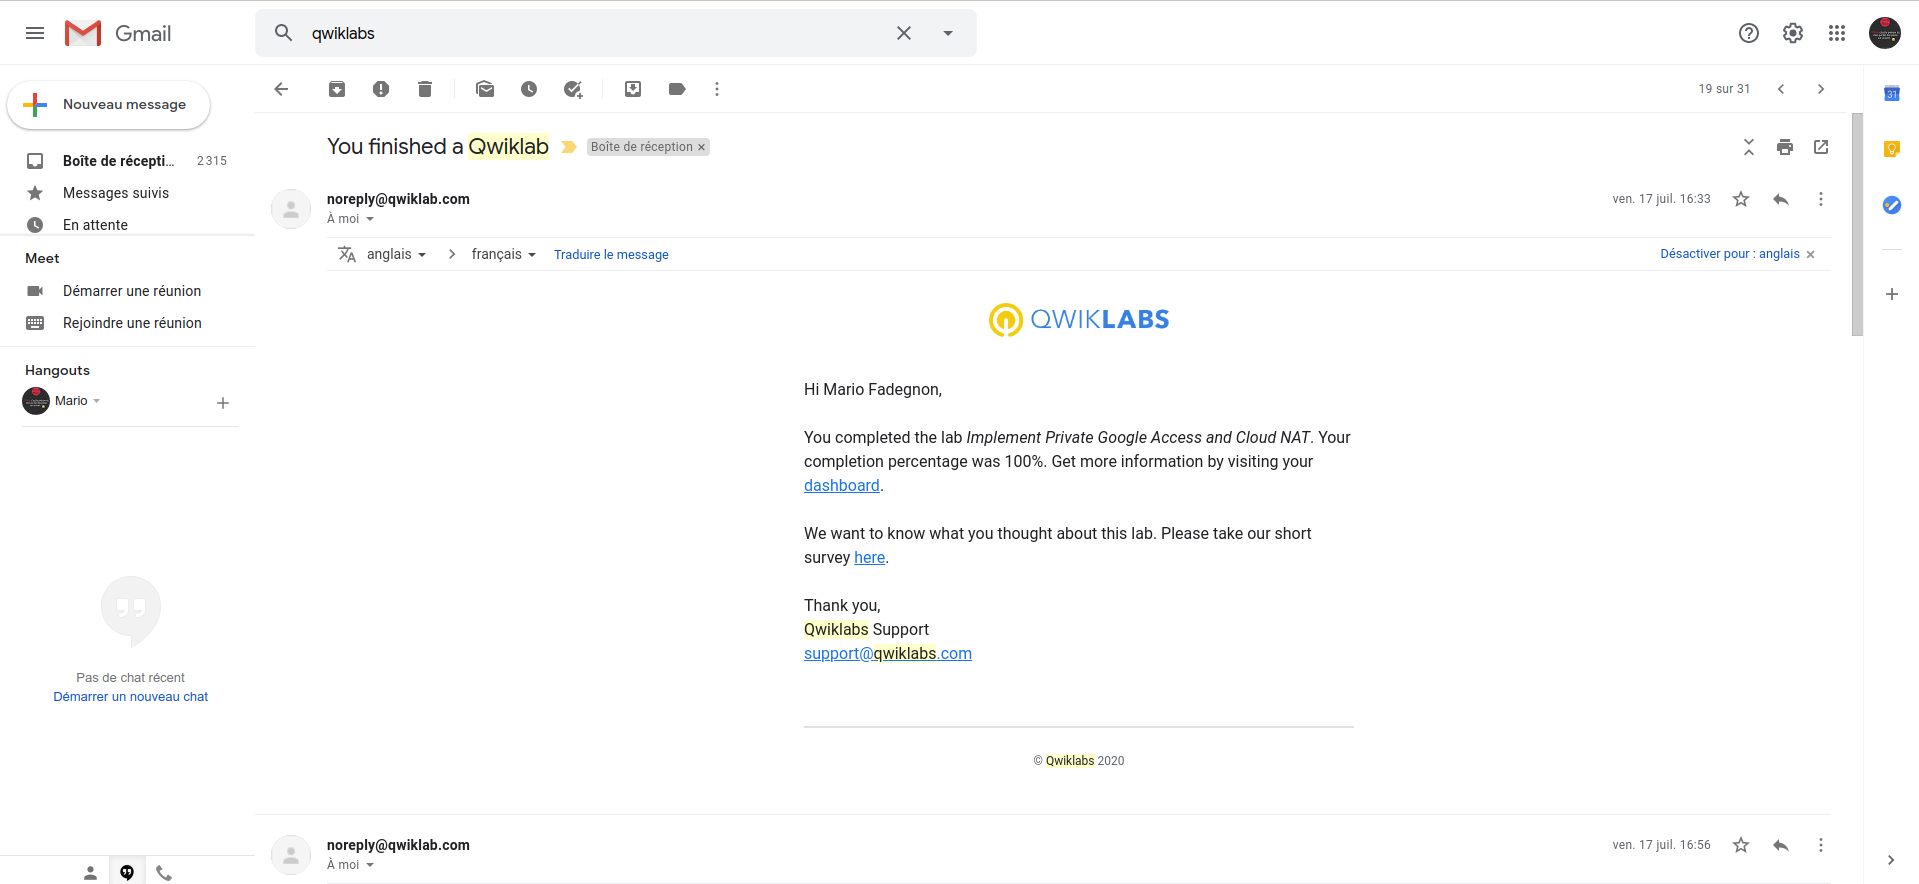 Gmail
qwiklabs
Nouveau message
19 sur 31
31
Boîte de récepti... 2 315
Messages suivis
En attente
Meet
Démarrer une réunion
Rejoindre une réunion
Hangouts
Mario
Pas de chat récent
Démarrer un nouveau chat
You finished a Qwiklab Boîte de réception ×
noreply@qwiklab.com ven. 17 juil. 16:33
À moi
anglais > français Traduire le message Désactiver pour : anglais ×
QWIKLABS
Hi Mario Fadegnon,
You completed the lab Implement Private Google Access and Cloud NAT. Your
completion percentage was 100%. Get more information by visiting your
dashboard.
We want to know what you thought about this lab. Please take our short
survey here.
Thank you,
Qwiklabs Support
support@qwiklabs.com
© Qwiklabs 2020
noreply@qwiklab.com ven. 17 juil. 16:56
À moi